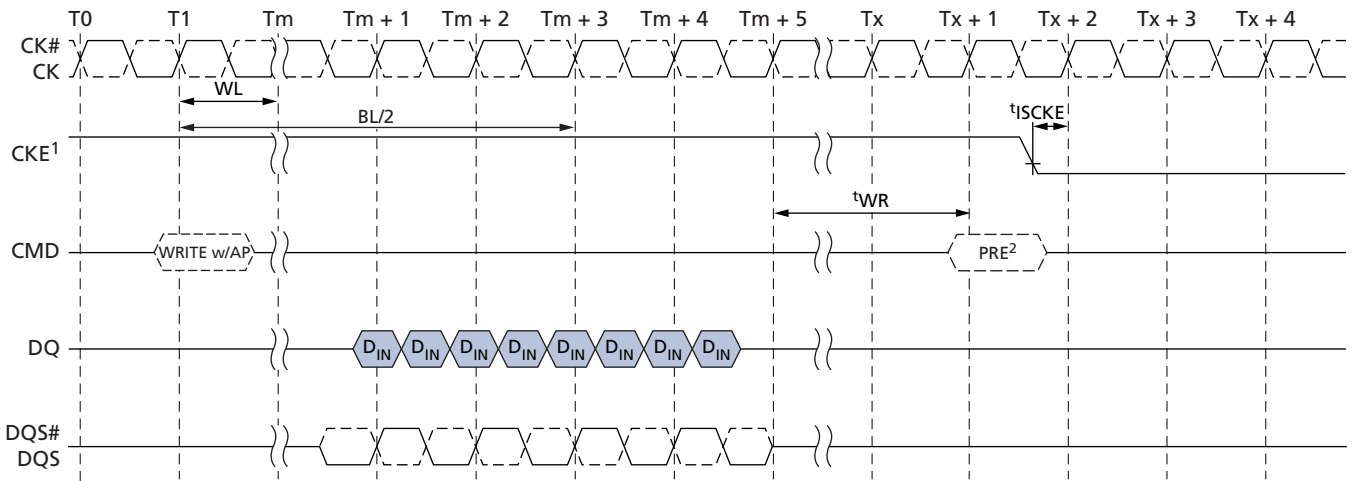 T0 T1 Tm Tm + 1 Tm + 2 Tm + 3 Tm + 4 Tm + 5 Tx Tx + 1 Tx + 2 Tx + 3 Tx + 4
CK#
CK
WL
BL/2
tISCKE
CKE1
tWR
CMD WRITE w/AP PRE2
DQ DIN DIN DIN DIN DIN DIN DIN DIN
DQS#
DQS